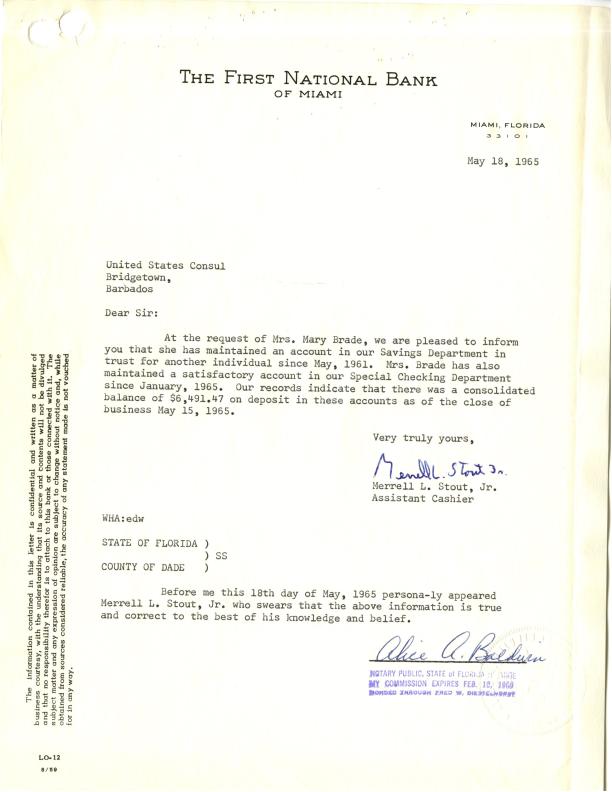 THE FIRST NATIONAL BANK
OF MIAMI
MIAMI, FLORIDA
33101
May 18, 1965
United States Consul
Bridgetown,
Barbados
Dear Sir:
At the request of Mrs. Mary Brade, we are pleased to inform
you that she has maintained an account in our Savings Department in
trust for another individual since May, 1961. Mrs. Brade has also
maintained a satisfactory account in our Special Checking Department
since January, 1965. Our records indicate that there was a consolidated
balance of $6,491.47 on deposit in these accounts as of the close of
business May 15, 1965.
Very truly yours,
Merrell L. Stout Jr.
Merrell L. Stout, Jr.
Assistant Cashier
WHA:edw
STATE OF FLORIDA )
) SS
COUNTY OF DADE )
Before me this 18th day of May, 1965 persona-ly appeared
Merrell L. Stout, Jr. who swears that the above information is true
and correct to the best of his knowledge and belief.
Alice A. Baldwin
NOTARY PUBLIC, STATE of FLORIDA
MY COMMISSION EXPIRES FEB.
BONDED THROUGH FRED W. DIESTELHORST
The information contained in this letter is confidential and written as a matter of
business courtesy, with the understanding that its source and contents will not be divulged
and that no responsibility therefor is to attach to this bank or those connected with it. The
subject matter and any expression of opinion are subject to change without notice and, while
obtained from sources considered reliable, the accuracy of any statement made is not vouched
for in any way.
LO-12
8/59